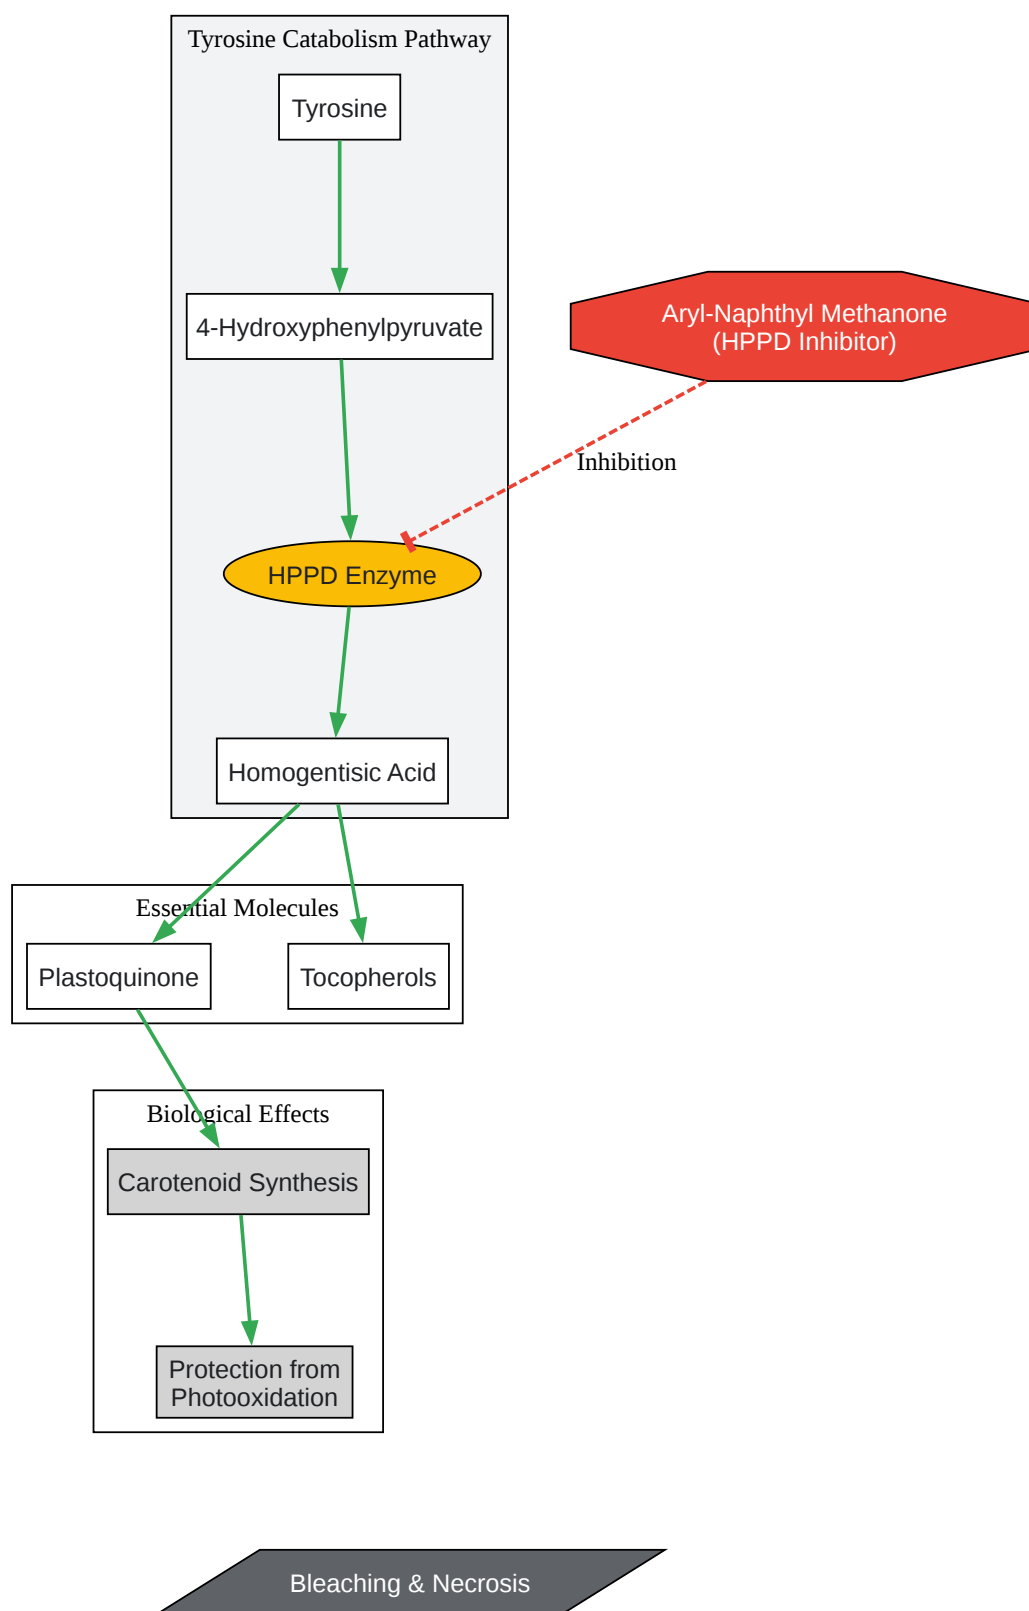 Tyrosine Catabolism Pathway
Tyrosine
4-Hydroxyphenylpyruvate
Aryl-Naphthyl Methanone
(HPPD Inhibitor)
Inhibition
HPPD Enzyme
Homogentisic Acid
Essential Molecules
Plastoquinone
Tocopherols
Biological Effects
Carotenoid Synthesis
Protection from
Photooxidation
Bleaching & Necrosis